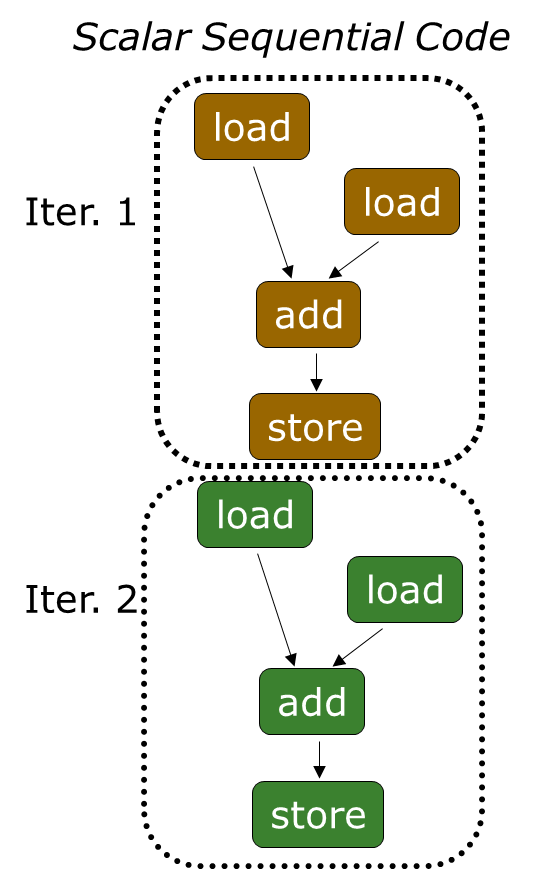 Scalar Sequential Code
load
Iter. 1
load
add
store
load
Iter. 2
load
add
store